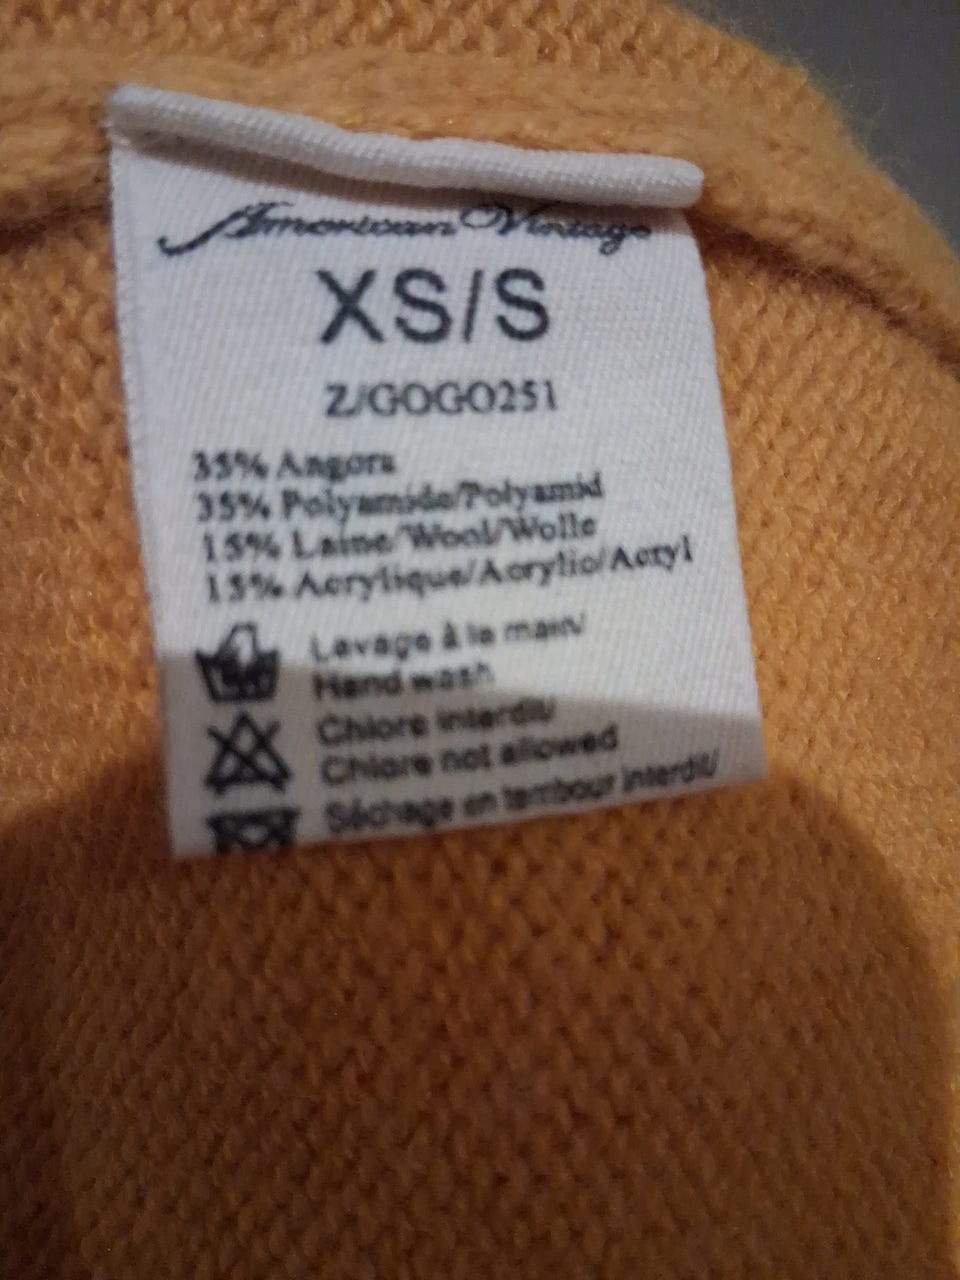 American Vintage
XS/S
Z/GOGO251
35% Angora
35% Polyamide/Polyamid
15% Laine/Wool/Wolle
15% Acrylique/Acrylic/Acryl
Lavage à la main/
Hand wash
Chlore interdit/
Chlore not allowed
Séchage en tambour interdit/